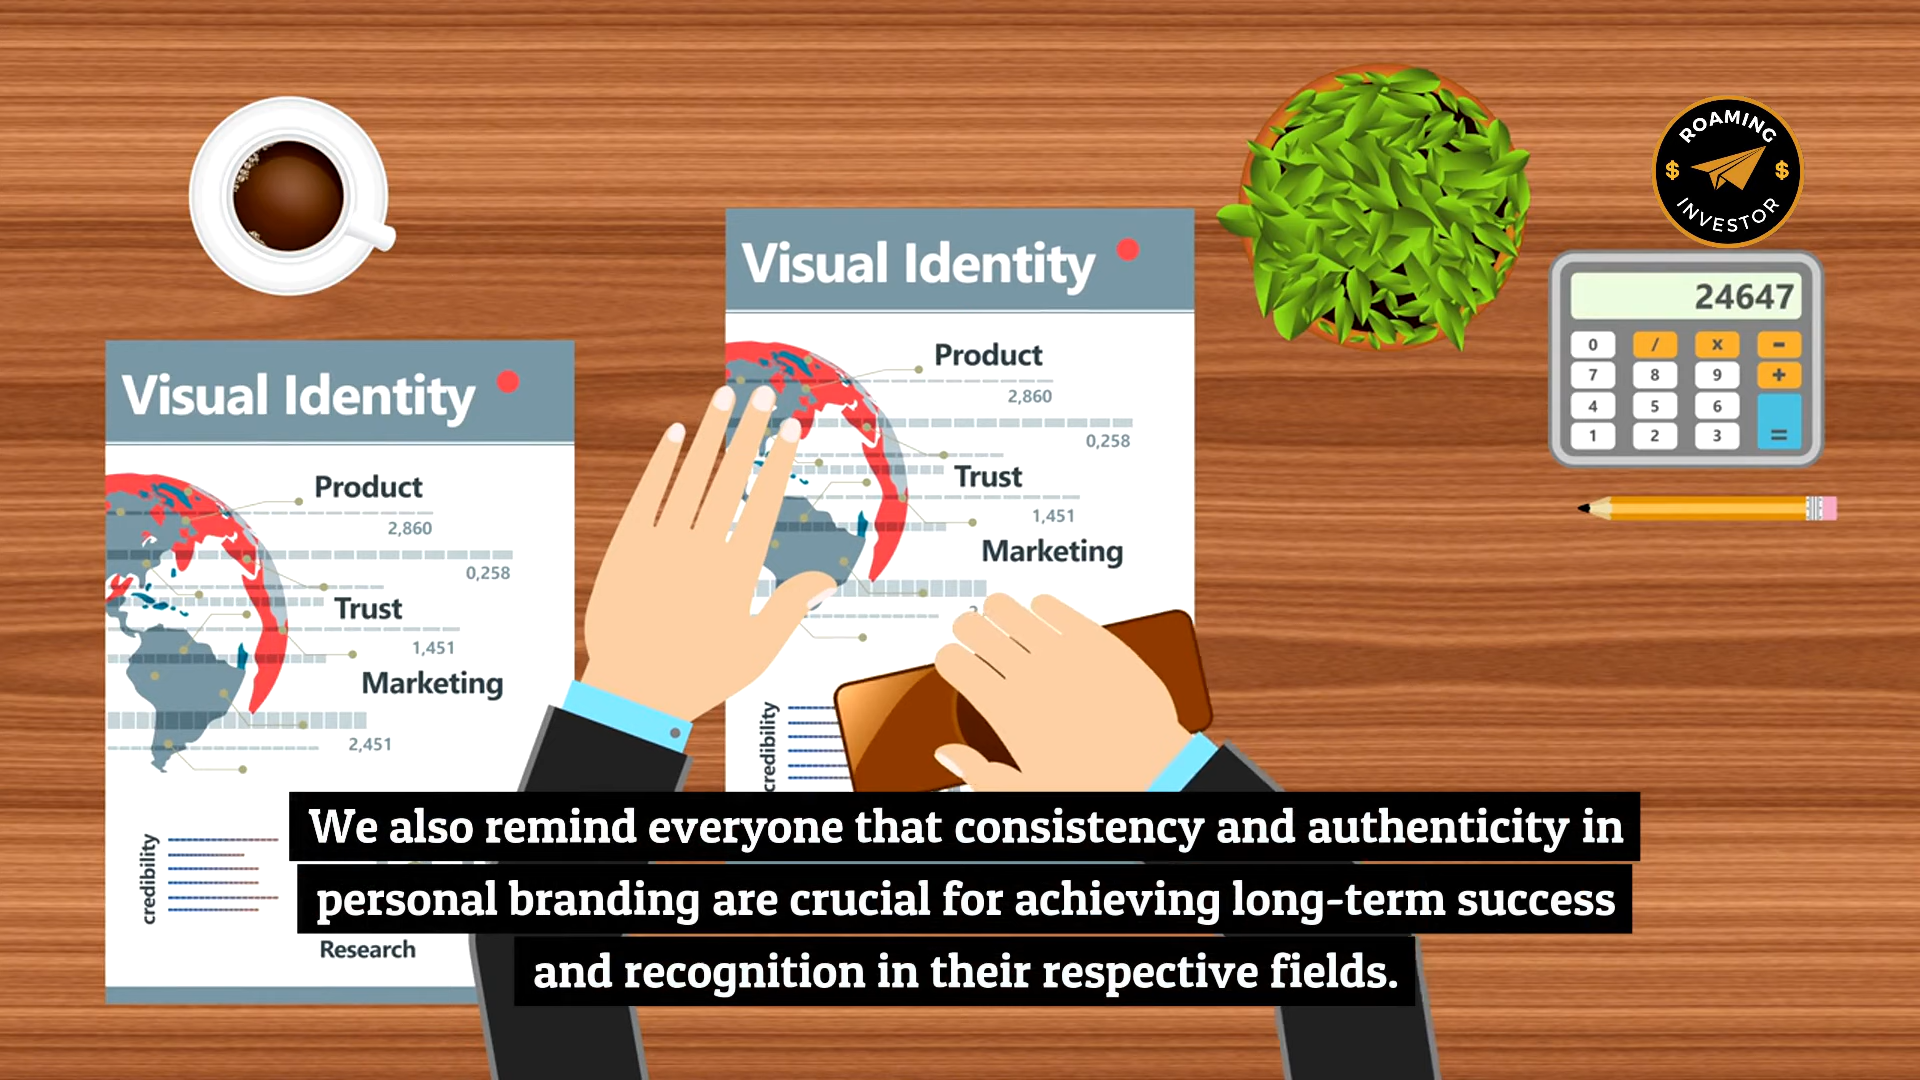 ROAMING
$ $
INVESTOR
24647
0 / x -
7 8 9 +
4 5 6
1 2 3 =
Visual Identity
Product
2,860
0,258
Trust
1,451
Marketing
2,451
credibility
Research
Visual Identity
Product
2,860
0,258
Trust
1,451
Marketing
credibility
We also remind everyone that consistency and authenticity in
personal branding are crucial for achieving long-term success
and recognition in their respective fields.